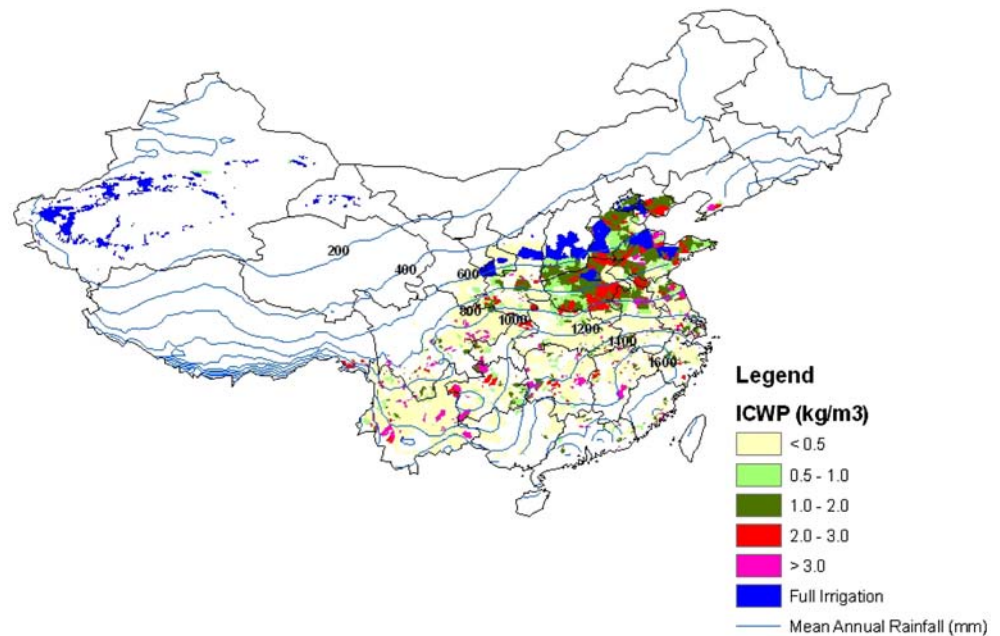 200
400
600
800
1000
1200
1400
1600
Legend
ICWP (kg/m3)
< 0.5
0.5 - 1.0
1.0 - 2.0
2.0 - 3.0
> 3.0
Full Irrigation
Mean Annual Rainfall (mm)